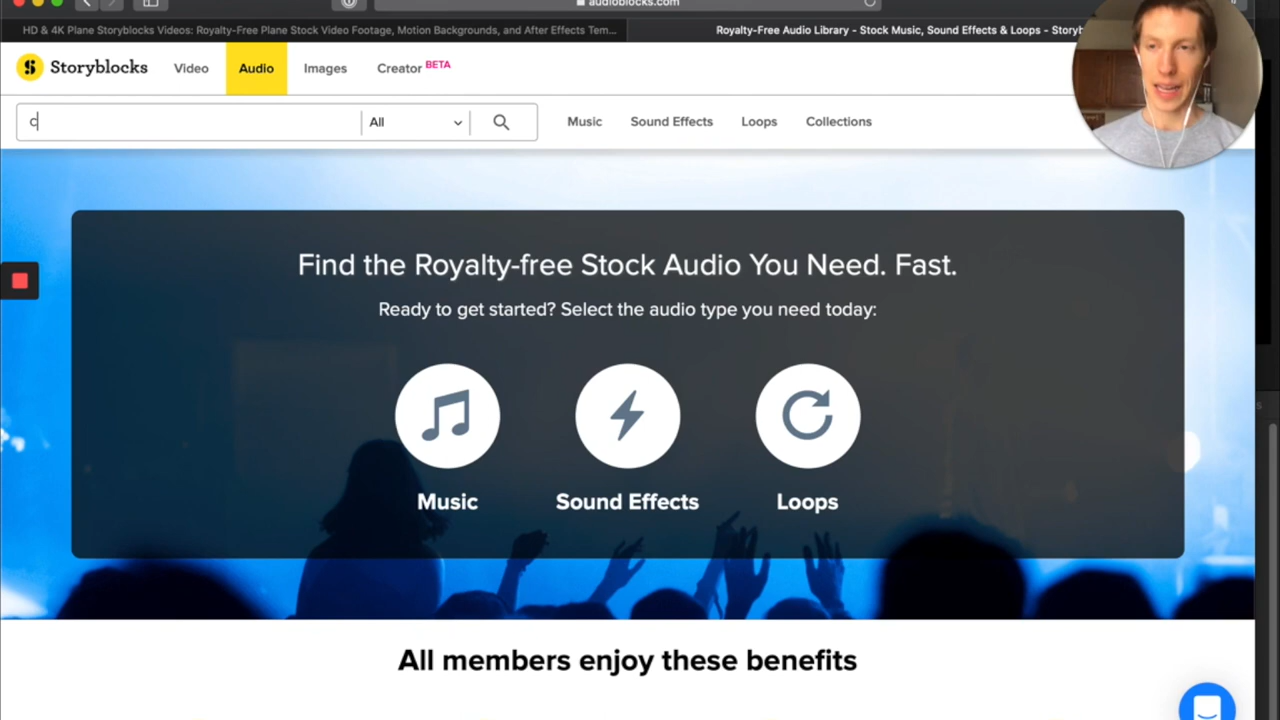 audioblocks.com
HD & 4K Plane Storyblocks Videos: Royalty-Free Plane Stock Video Footage, Motion Backgrounds, and After Effects Tem...
Royalty-Free Audio Library - Stock Music, Sound Effects & Loops - Storyb
Storyblocks Video Audio Images Creator BETA
c All Music Sound Effects Loops Collections
Find the Royalty-free Stock Audio You Need. Fast.
Ready to get started? Select the audio type you need today:
Music Sound Effects Loops
All members enjoy these benefits